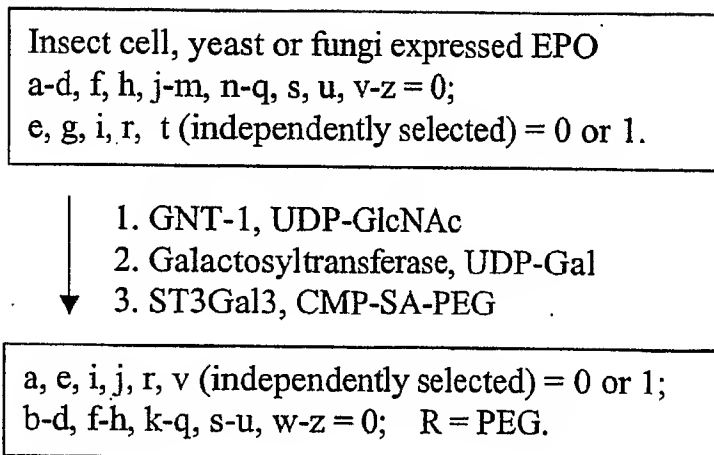 Insect cell, yeast or fungi expressed EPO
a-d, f, h, j-m, n-q, s, u, v-z = 0;
e, g, i, r, t (independently selected) = 0 or 1.
1. GNT-1, UDP-GlcNAc
2. Galactosyltransferase, UDP-Gal
3. ST3Gal3, CMP-SA-PEG
a, e, i, j, r, v (independently selected) = 0 or 1;
b-d, f-h, k-q, s-u, w-z = 0; R = PEG.